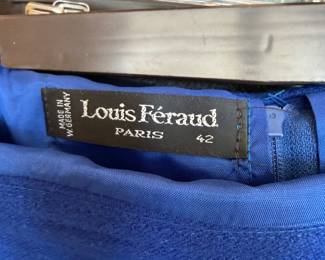 MADE IN
W.GERMANY
Louis Féraud
PARIS 42